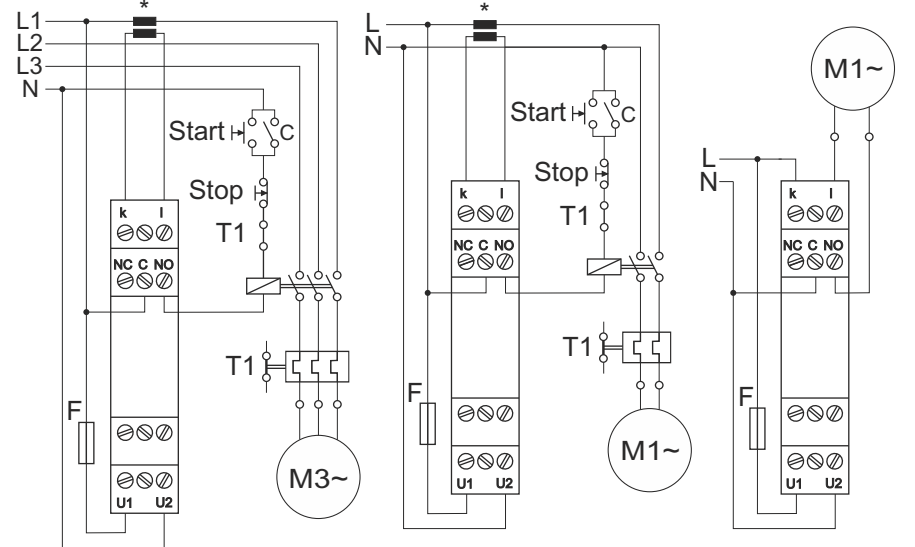 *
L1
L2
L3
N
Start
C
Stop
T1
k l
NC C NO
T1
F
M3~
U1 U2
*
L
N
Start
C
Stop
T1
k l
NC C NO
T1
F
M1~
U1 U2
M1~
L
N
k l
NC C NO
F
U1 U2